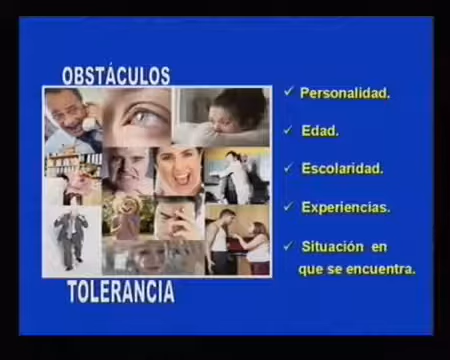 OBSTÁCULOS
✓ Personalidad.
✓ Edad.
✓ Escolaridad.
✓ Experiencias.
✓ Situación en
que se encuentra.
TOLERANCIA